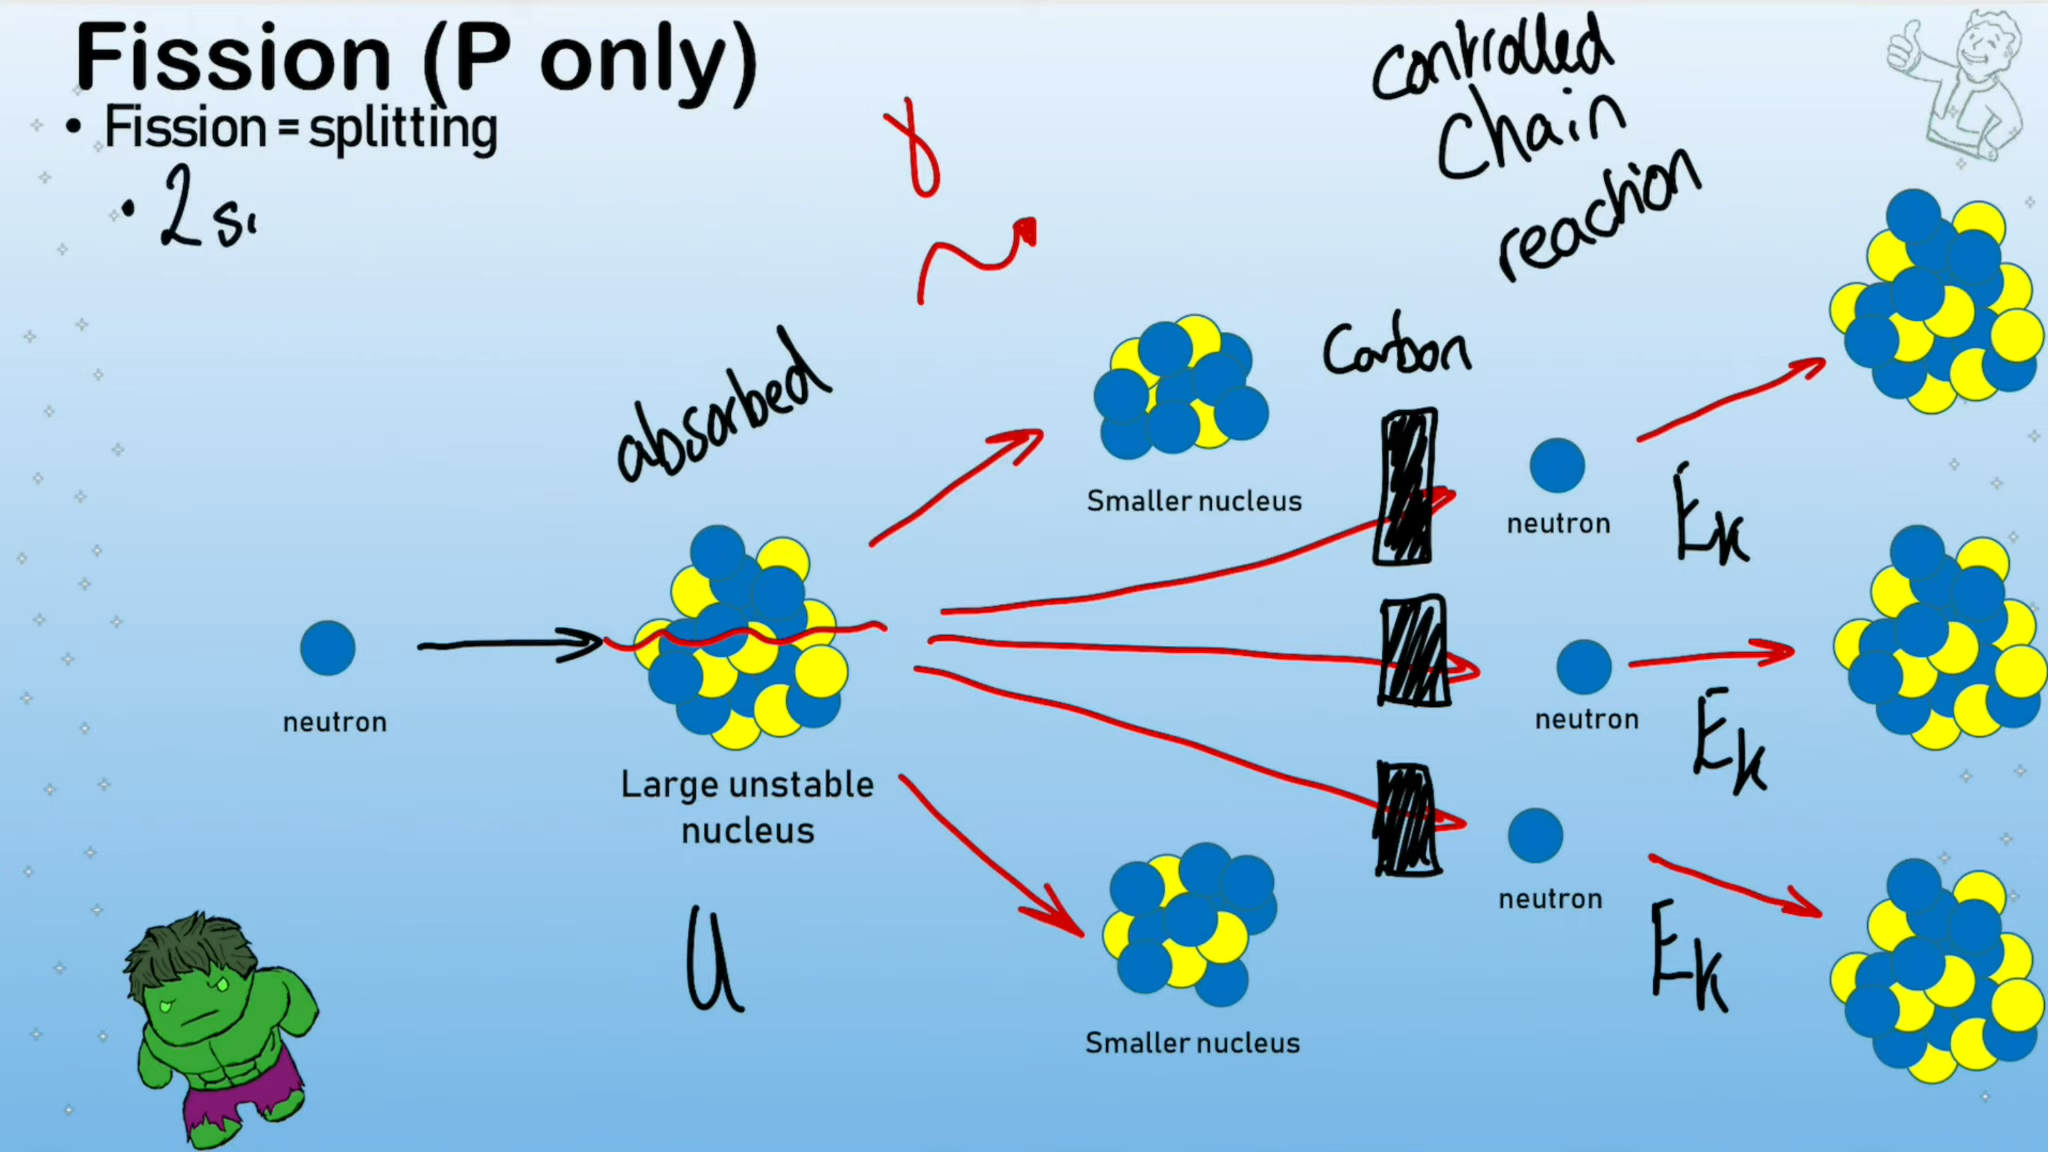 Fission (P only)
• Fission = splitting
• 2 s
γ
controlled
Chain
reaction
absorbed
Carbon
Smaller nucleus
neutron
Ek
neutron
Large unstable
nucleus
neutron
Ek
neutron
Ek
U
Smaller nucleus